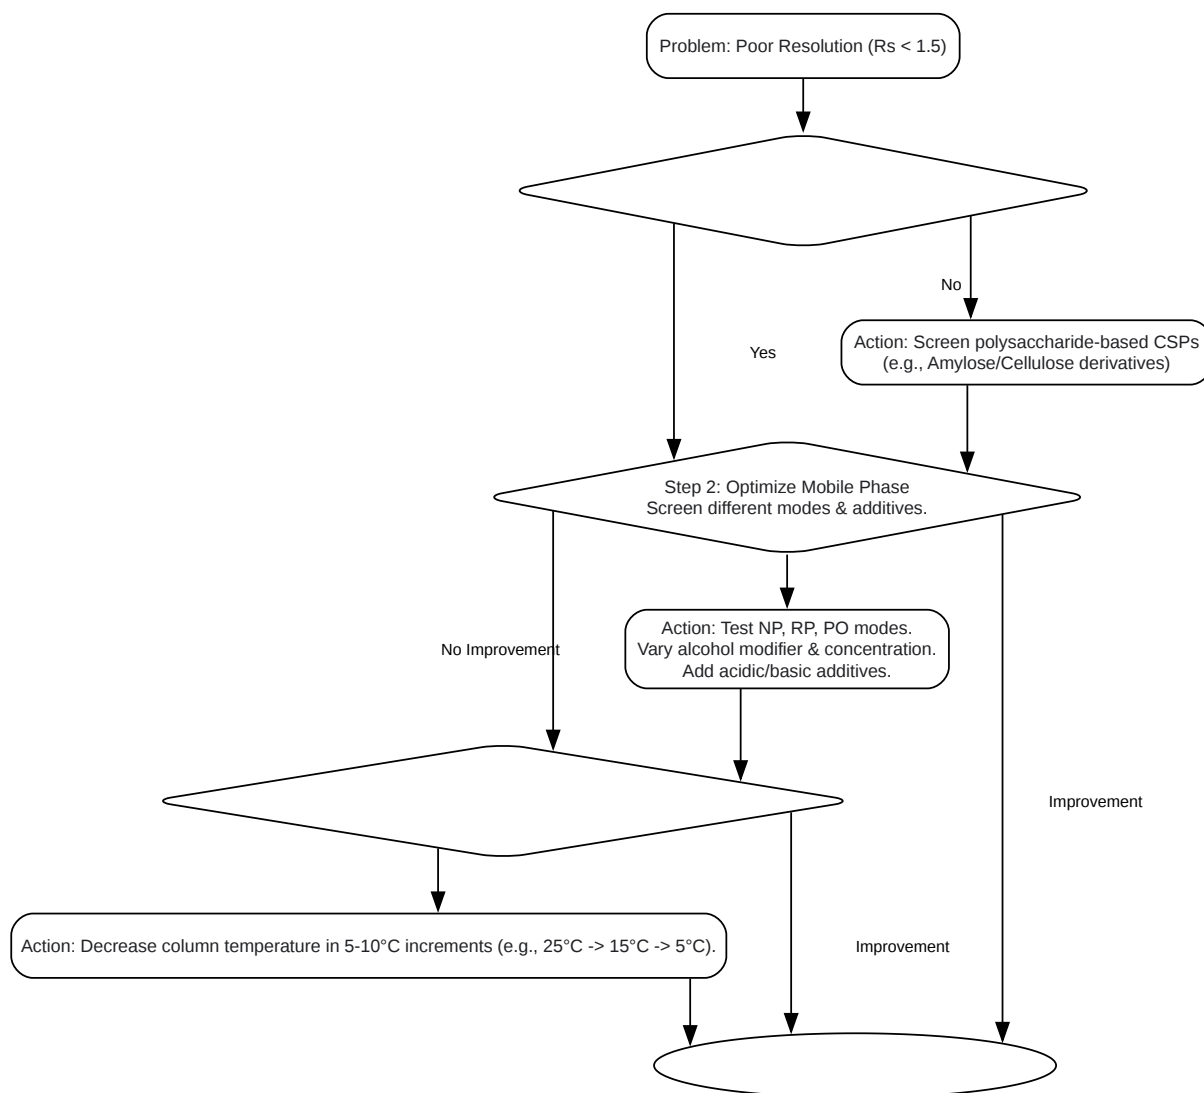 Problem: Poor Resolution (Rs < 1.5)
No
Action: Screen polysaccharide-based CSPs
(e.g., Amylose/Cellulose derivatives)
Yes
Step 2: Optimize Mobile Phase
Screen different modes & additives.
Action: Test NP, RP, PO modes.
Vary alcohol modifier & concentration.
Add acidic/basic additives.
No Improvement
Improvement
Action: Decrease column temperature in 5-10°C increments (e.g., 25°C -> 15°C -> 5°C).
Improvement